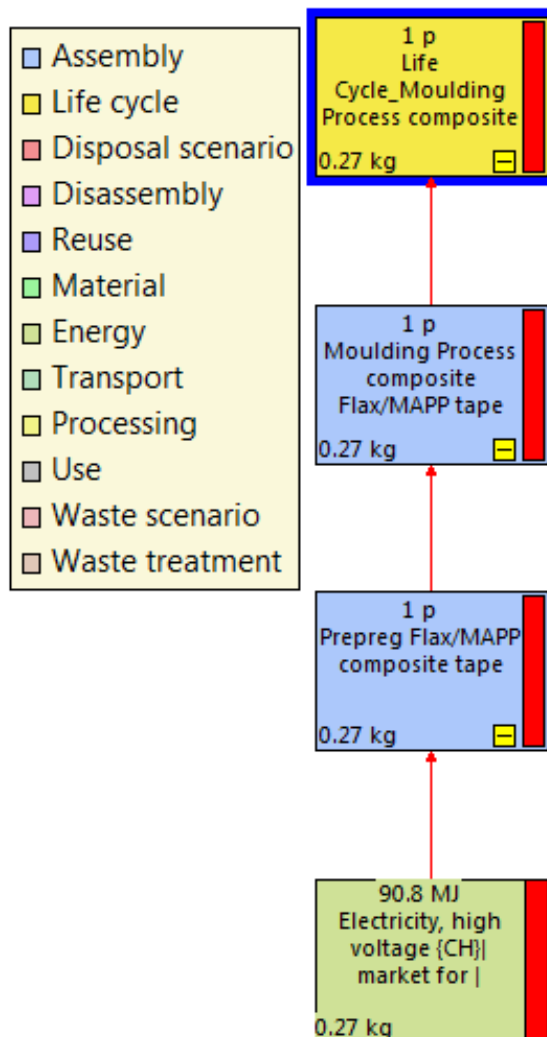 Assembly
Life cycle
Disposal scenario
Disassembly
Reuse
Material
Energy
Transport
Processing
Use
Waste scenario
Waste treatment
1 p
Life
Cycle_Moulding
Process composite
0.27 kg
1 p
Moulding Process
composite
Flax/MAPP tape
0.27 kg
1 p
Prepreg Flax/MAPP
composite tape
0.27 kg
90.8 MJ
Electricity, high
voltage {CH}|
market for |
0.27 kg